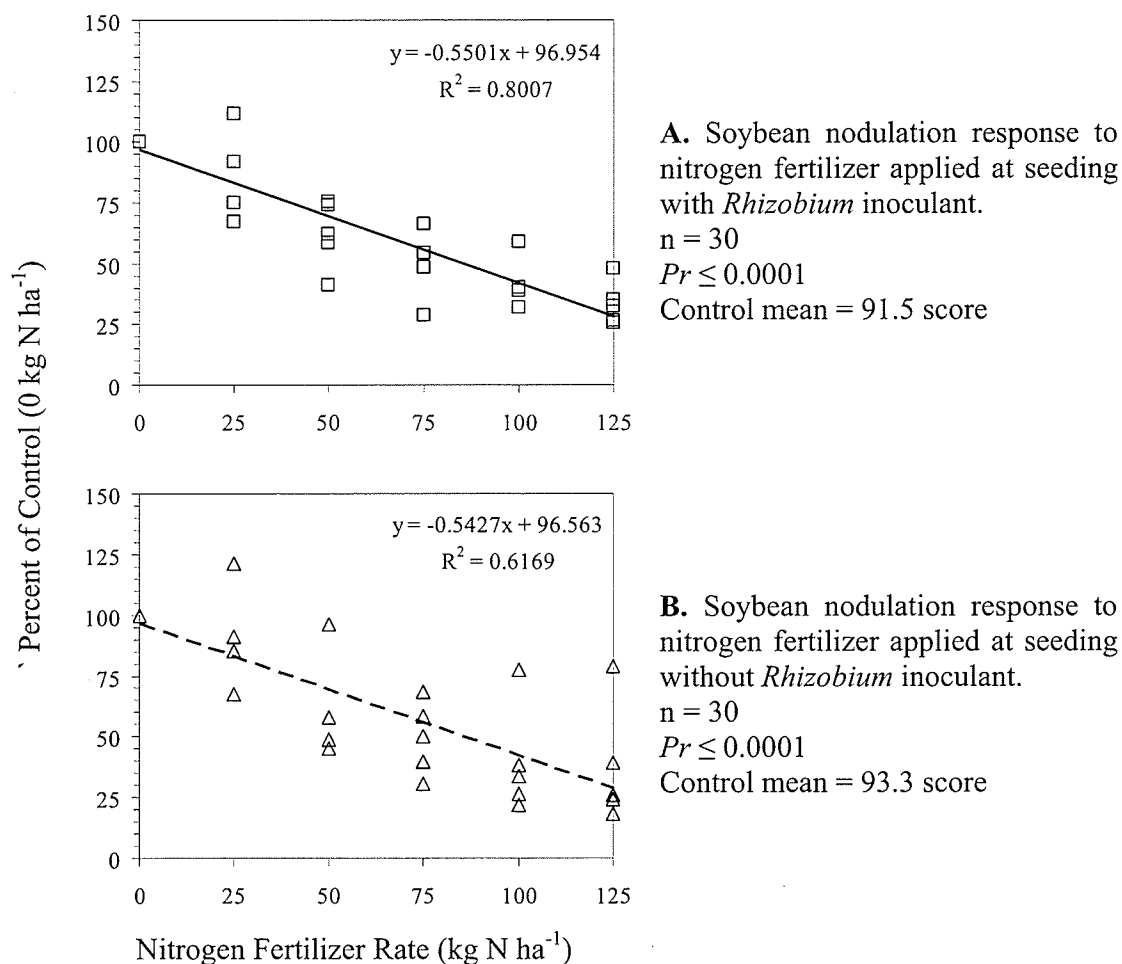 ` Percent of Control (0 kg N ha⁻¹)
150
125
100
75
50
25
0
y = -0.5501x + 96.954
R² = 0.8007
0 25 50 75 100 125
A. Soybean nodulation response to
nitrogen fertilizer applied at seeding
with Rhizobium inoculant.
n = 30
Pr ≤ 0.0001
Control mean = 91.5 score
150
125
100
75
50
25
0
y = -0.5427x + 96.563
R² = 0.6169
0 25 50 75 100 125
B. Soybean nodulation response to
nitrogen fertilizer applied at seeding
without Rhizobium inoculant.
n = 30
Pr ≤ 0.0001
Control mean = 93.3 score
Nitrogen Fertilizer Rate (kg N ha⁻¹)